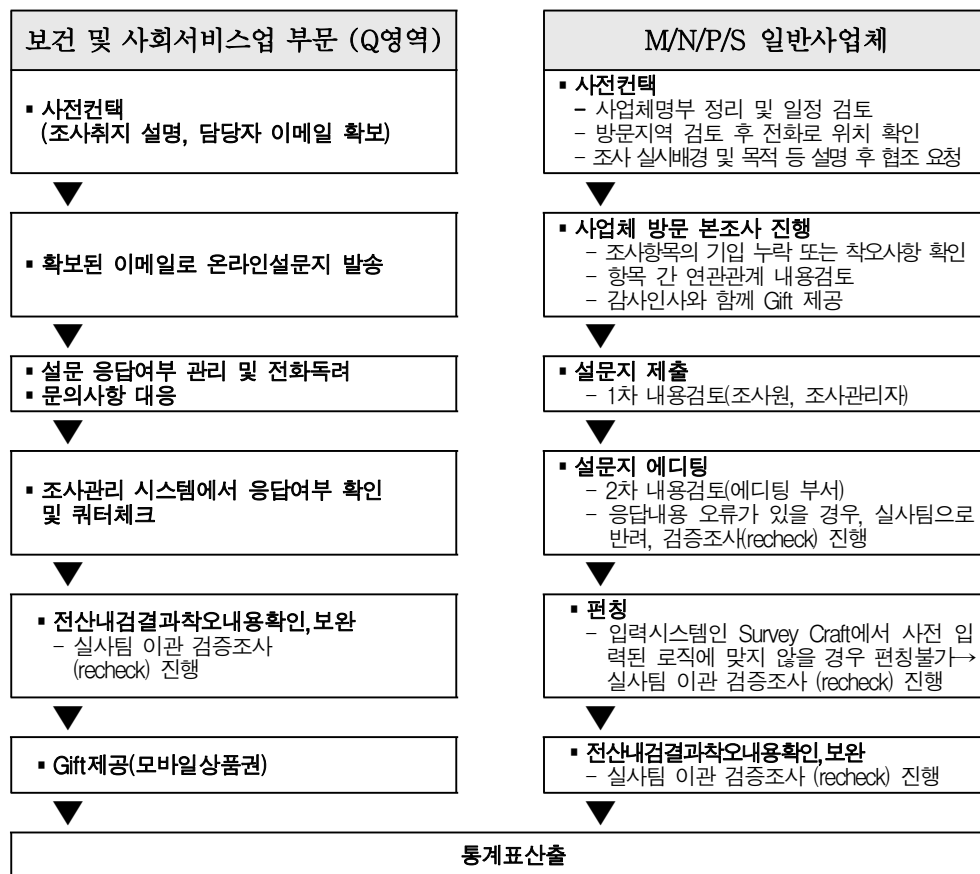 보건 및 사회서비스업 부문 (Q영역)
▪ 사전컨택
(조사취지 설명, 담당자 이메일 확보)
▪ 확보된 이메일로 온라인설문지 발송
▪ 설문 응답여부 관리 및 전화독려
▪ 문의사항 대응
▪ 조사관리 시스템에서 응답여부 확인
및 쿼터체크
▪ 전산내검결과착오내용확인,보완
– 실사팀 이관 검증조사
(recheck) 진행
▪ Gift제공(모바일상품권)
M/N/P/S 일반사업체
▪ 사전컨택
– 사업체명부 정리 및 일정 검토
– 방문지역 검토 후 전화로 위치 확인
– 조사 실시배경 및 목적 등 설명 후 협조 요청
▪ 사업체 방문 본조사 진행
– 조사항목의 기입 누락 또는 착오사항 확인
– 항목 간 연관관계 내용검토
– 감사인사와 함께 Gift 제공
▪ 설문지 제출
– 1차 내용검토(조사원, 조사관리자)
▪ 설문지 에디팅
– 2차 내용검토(에디팅 부서)
– 응답내용 오류가 있을 경우, 실사팀으로
반려, 검증조사(recheck) 진행
▪ 펀칭
– 입력시스템인 Survey Craft에서 사전 입
력된 로직에 맞지 않을 경우 펀칭불가→
실사팀 이관 검증조사 (recheck) 진행
▪ 전산내검결과착오내용확인,보완
– 실사팀 이관 검증조사 (recheck) 진행
통계표산출